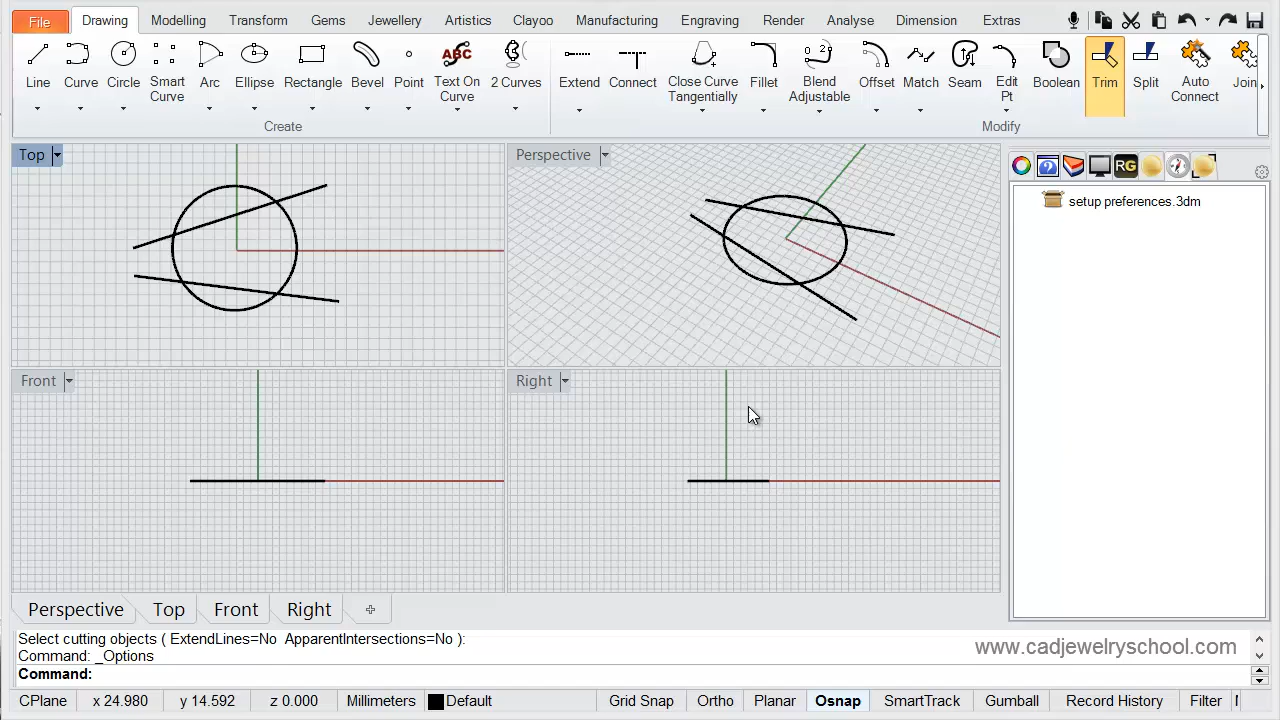 File Drawing Modelling Transform Gems Jewellery Artistics Clayoo Manufacturing Engraving Render Analyse Dimension Extras
Line Curve Circle Smart Curve Arc Ellipse Rectangle Bevel Point ABC Text On Curve 2 Curves Extend Connect Close Curve Tangentially Fillet Blend Adjustable Offset Match Seam Edit Pt Boolean Trim Split Auto Connect Join
Create Modify
Top Perspective
RG
setup preferences.3dm
Front Right
Perspective Top Front Right
Select cutting objects ( ExtendLines=No ApparentIntersections=No ):
Command: _Options
www.cadjewelryschool.com
Command:
CPlane x 24.980 y 14.592 z 0.000 Millimeters Default Grid Snap Ortho Planar Osnap SmartTrack Gumball Record History Filter